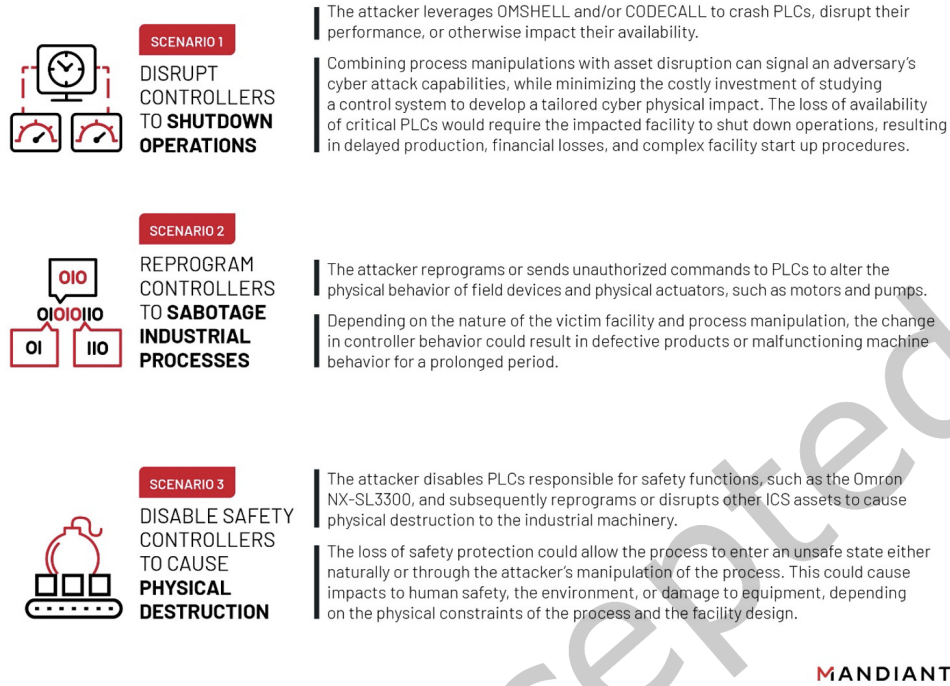 SCENARIO 1
DISRUPT
CONTROLLERS
TO SHUTDOWN
OPERATIONS
The attacker leverages OMSHELL and/or CODECALL to crash PLCs, disrupt their
performance, or otherwise impact their availability.
Combining process manipulations with asset disruption can signal an adversary's
cyber attack capabilities, while minimizing the costly investment of studying
a control system to develop a tailored cyber physical impact. The loss of availability
of critical PLCs would require the impacted facility to shut down operations, resulting
in delayed production, financial losses, and complex facility start up procedures.
SCENARIO 2
010
01010110
01
110
REPROGRAM
CONTROLLERS
TO SABOTAGE
INDUSTRIAL
PROCESSES
The attacker reprograms or sends unauthorized commands to PLCs to alter the
physical behavior of field devices and physical actuators, such as motors and pumps.
Depending on the nature of the victim facility and process manipulation, the change
in controller behavior could result in defective products or malfunctioning machine
behavior for a prolonged period.
SCENARIO 3
DISABLE SAFETY
CONTROLLERS
TO CAUSE
PHYSICAL
DESTRUCTION
The attacker disables PLCs responsible for safety functions, such as the Omron
NX-SL3300, and subsequently reprograms or disrupts other ICS assets to cause
physical destruction to the industrial machinery.
The loss of safety protection could allow the process to enter an unsafe state either
naturally or through the attacker's manipulation of the process. This could cause
impacts to human safety, the environment, or damage to equipment, depending
on the physical constraints of the process and the facility design.
cepted
MANDIANT